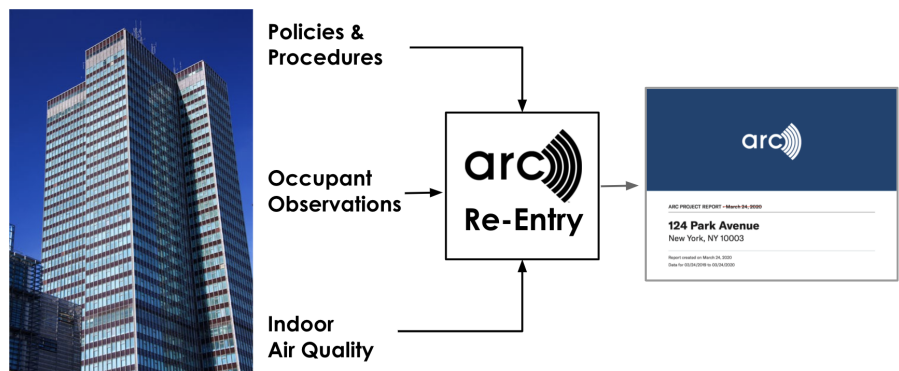 Policies &
Procedures
Occupant
Observations
Indoor
Air Quality
arc
Re-Entry
arc
ARC PROJECT REPORT - March 24, 2020
124 Park Avenue
New York, NY 10003
Report created on March 24, 2020
Data for 03/24/2019 to 03/24/2020